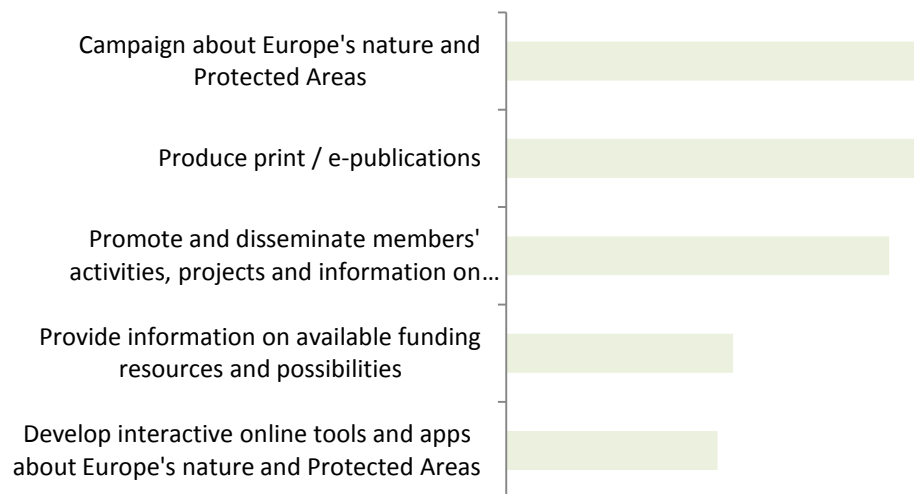 Campaign about Europe's nature and
Protected Areas
Produce print / e-publications
Promote and disseminate members'
activities, projects and information on…
Provide information on available funding
resources and possibilities
Develop interactive online tools and apps
about Europe's nature and Protected Areas